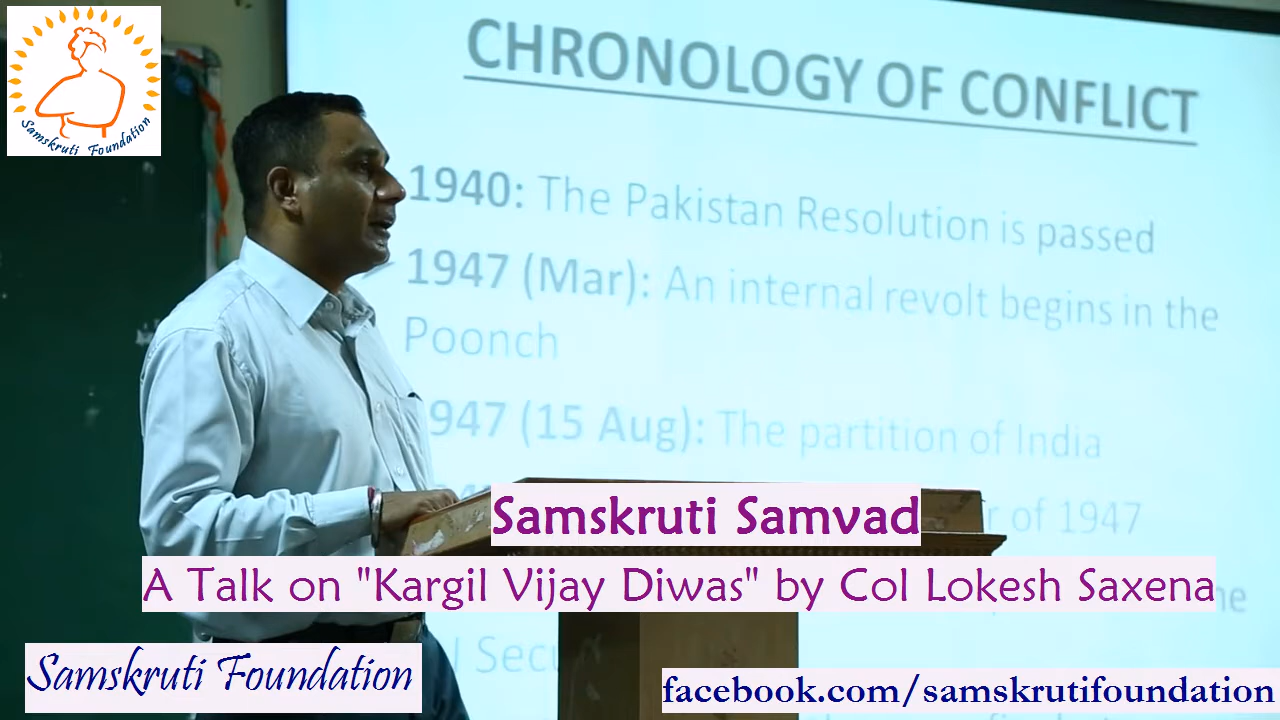 Samskruti Foundation
CHRONOLOGY OF CONFLICT
1940: The Pakistan Resolution is passed
1947 (Mar): An internal revolt begins in the
Poonch
947 (15 Aug): The partition of India
of 1947
Samskruti Samvad
A Talk on "Kargil Vijay Diwas" by Col Lokesh Saxena
Samskruti Foundation
facebook.com/samskrutifoundation